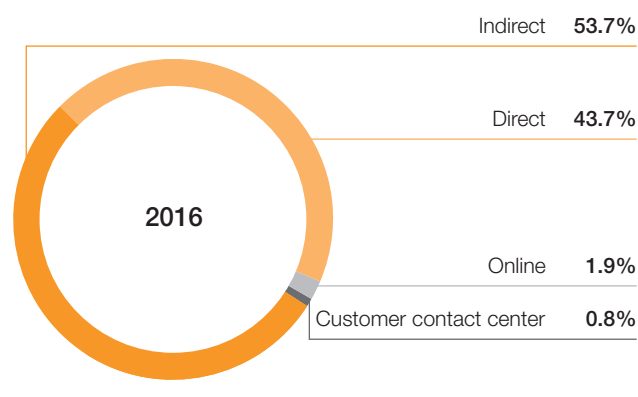 Indirect 53.7%
Direct 43.7%
2016
Online 1.9%
Customer contact center 0.8%